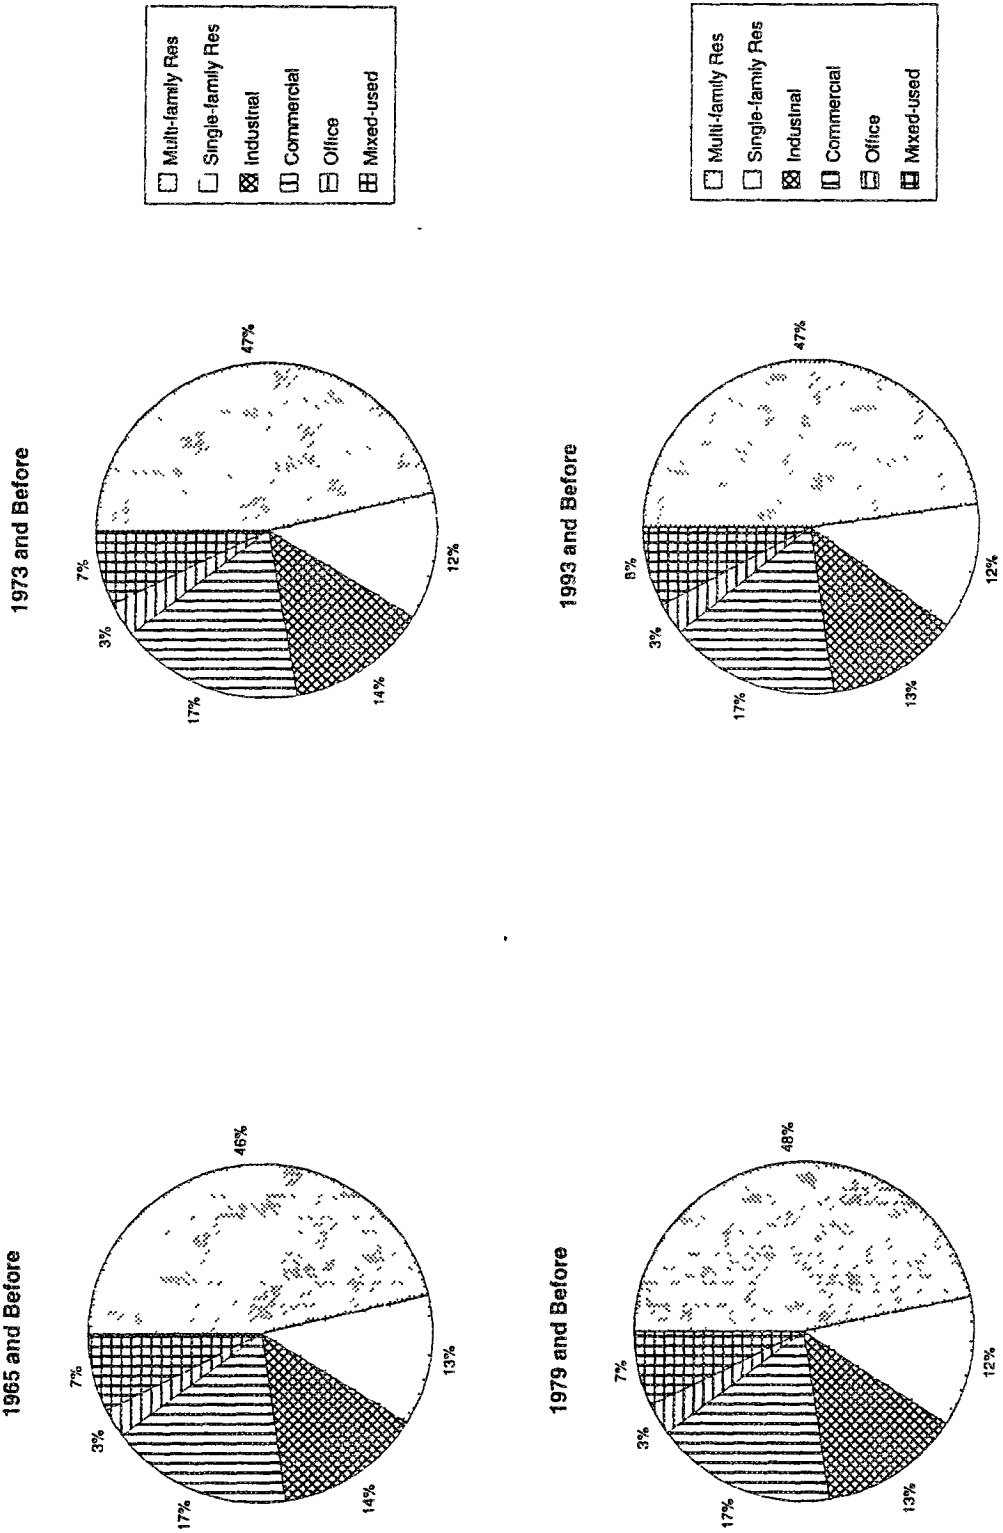 1965 and Before
46%
13%
14%
17%
3%
7%
1973 and Before
47%
12%
14%
17%
3%
7%
Multi-family Res
Single-family Res
Industrial
Commercial
Office
Mixed-used
1979 and Before
48%
12%
13%
17%
3%
7%
1993 and Before
47%
12%
13%
17%
3%
8%
Multi-family Res
Single-family Res
Industrial
Commercial
Office
Mixed-used